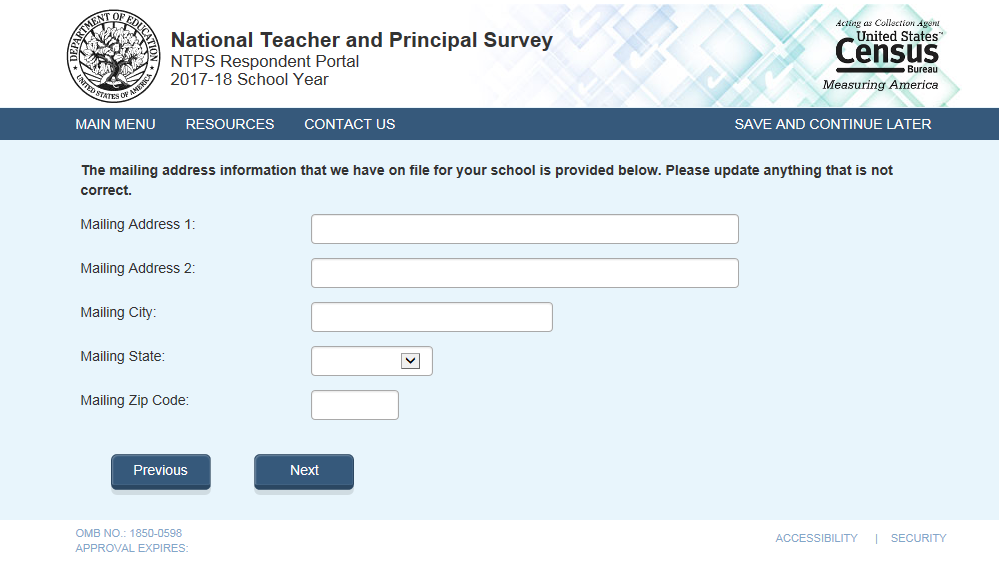 DEPARTMENT OF EDUCATION
UNITED STATES OF AMERICA
National Teacher and Principal Survey
NTPS Respondent Portal
2017-18 School Year
Acting as Collection Agent
United States™
Census
Bureau
Measuring America
MAIN MENU RESOURCES CONTACT US SAVE AND CONTINUE LATER
The mailing address information that we have on file for your school is provided below. Please update anything that is not
correct.
Mailing Address 1:
Mailing Address 2:
Mailing City:
Mailing State:
Mailing Zip Code:
Previous Next
OMB NO.: 1850-0598
APPROVAL EXPIRES:
ACCESSIBILITY | SECURITY